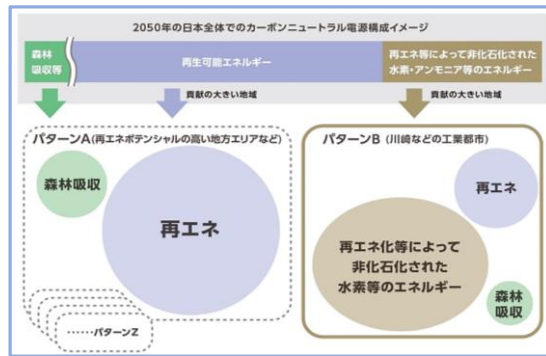 2050年の日本全体でのカーボンニュートラル電源構成イメージ
森林
吸収等
再生可能エネルギー
再エネ等によって非化石化された
水素・アンモニア等のエネルギー
貢献の大きい地域
貢献の大きい地域
パターンA(再エネポテンシャルの高い地方エリアなど)
森林吸収
再エネ
……パターンZ
パターンB (川崎などの工業都市)
再エネ
再エネ化等によって
非化石化された
水素等のエネルギー
森林
吸収